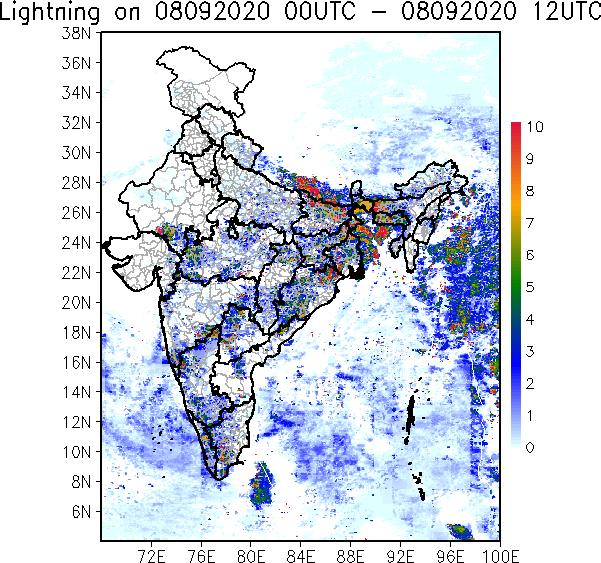 Lightning on 08092020 00UTC – 08092020 12UTC
38N
36N
34N
32N
30N
28N
26N
24N
22N
20N
18N
16N
14N
12N
10N
8N
6N
72E 76E 80E 84E 88E 92E 96E 100E
10
9
8
7
6
5
4
3
2
1
0